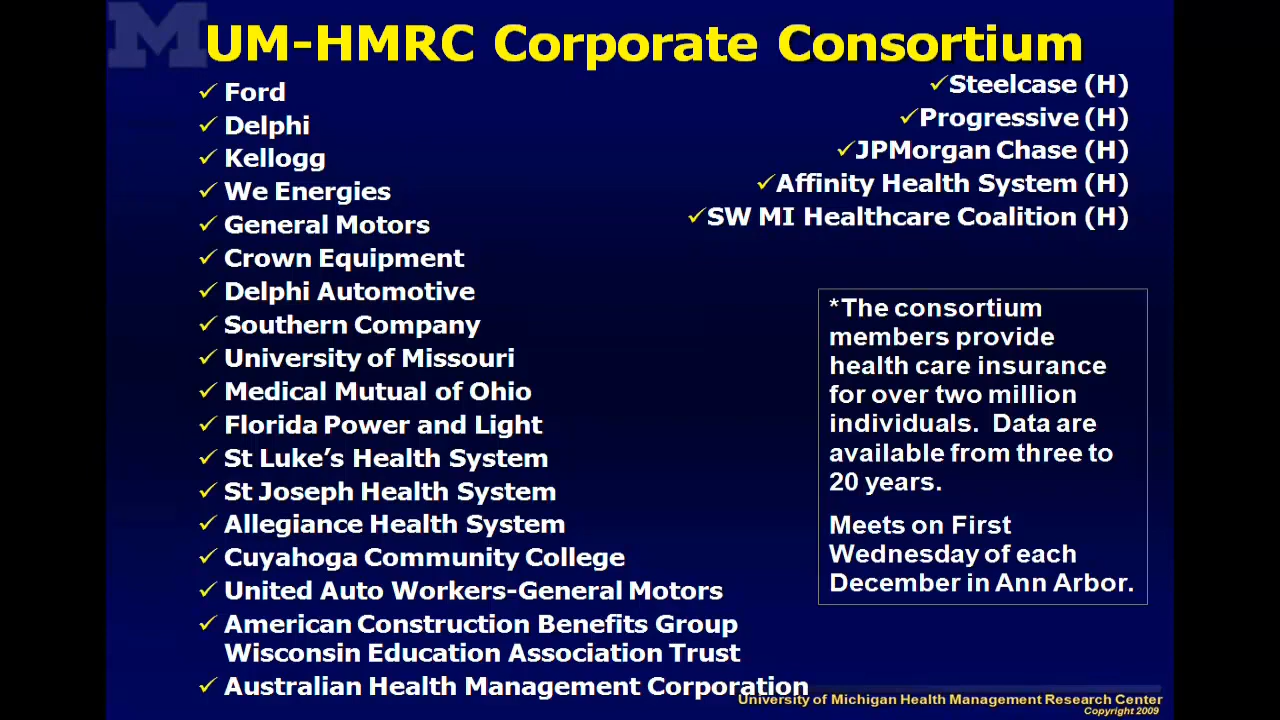 M
UM-HMRC Corporate Consortium
✓ Ford
✓ Delphi
✓ Kellogg
✓ We Energies
✓ General Motors
✓ Crown Equipment
✓ Delphi Automotive
✓ Southern Company
✓ University of Missouri
✓ Medical Mutual of Ohio
✓ Florida Power and Light
✓ St Luke’s Health System
✓ St Joseph Health System
✓ Allegiance Health System
✓ Cuyahoga Community College
✓ United Auto Workers-General Motors
✓ American Construction Benefits Group
Wisconsin Education Association Trust
✓ Australian Health Management Corporation
✓Steelcase (H)
✓Progressive (H)
✓JPMorgan Chase (H)
✓Affinity Health System (H)
✓SW MI Healthcare Coalition (H)
*The consortium
members provide
health care insurance
for over two million
individuals. Data are
available from three to
20 years.
Meets on First
Wednesday of each
December in Ann Arbor.
University of Michigan Health Management Research Center
Copyright 2009